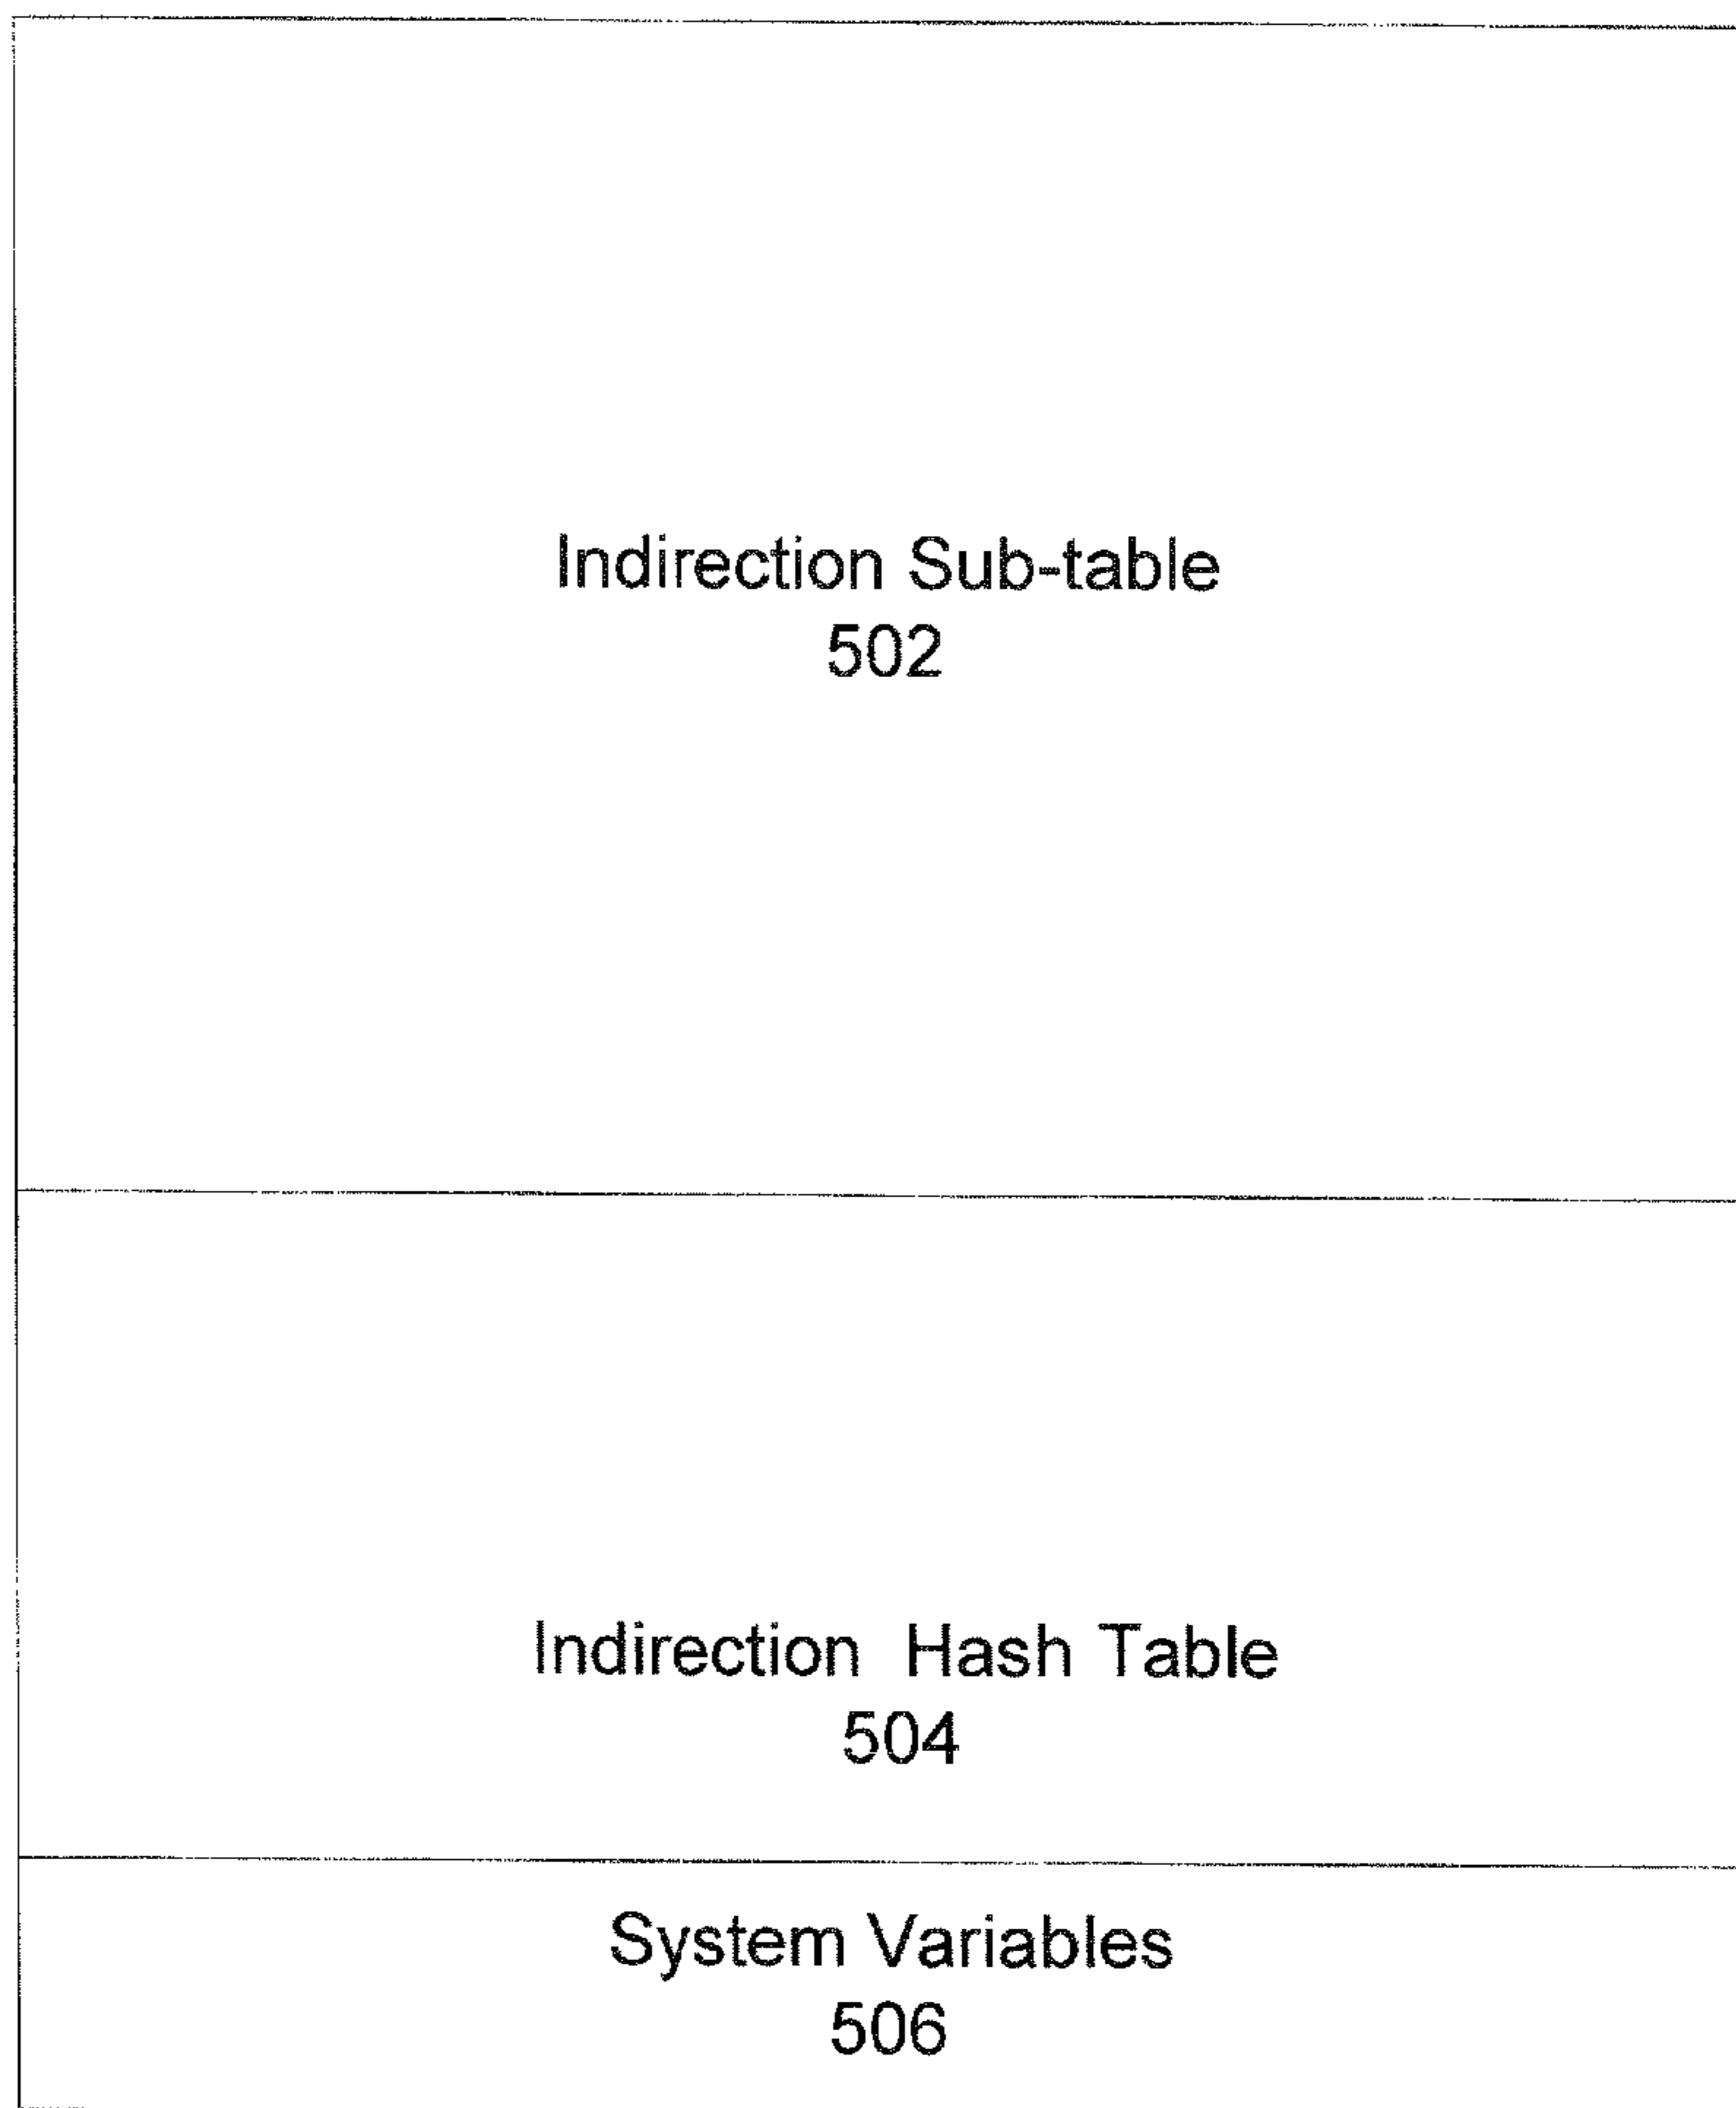 Indirection Sub-table
502
Indirection Hash Table
504
System Variables
506